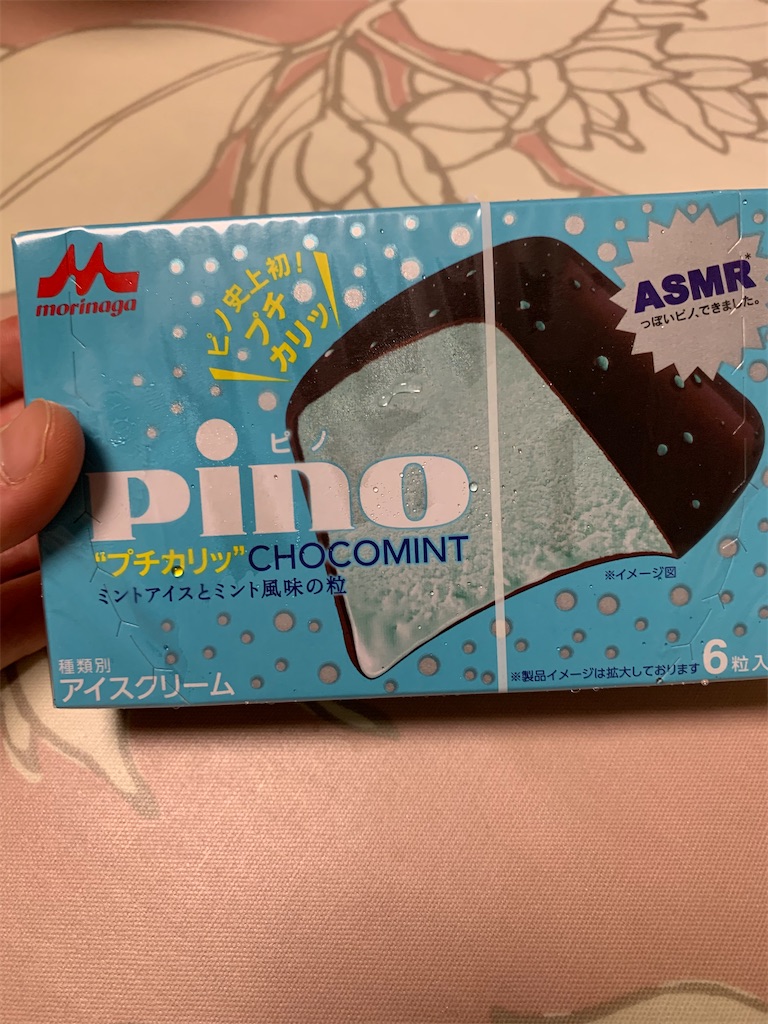 morinaga
ピノ史上初!
プチ
カリッ
ASMR*
っぽいピノ、できました。
ピノ
pino
“プチカリッ”CHOCOMINT
ミントアイスとミント風味の粒
※イメージ図
種類別
アイスクリーム
※製品イメージは拡大しております
6粒入